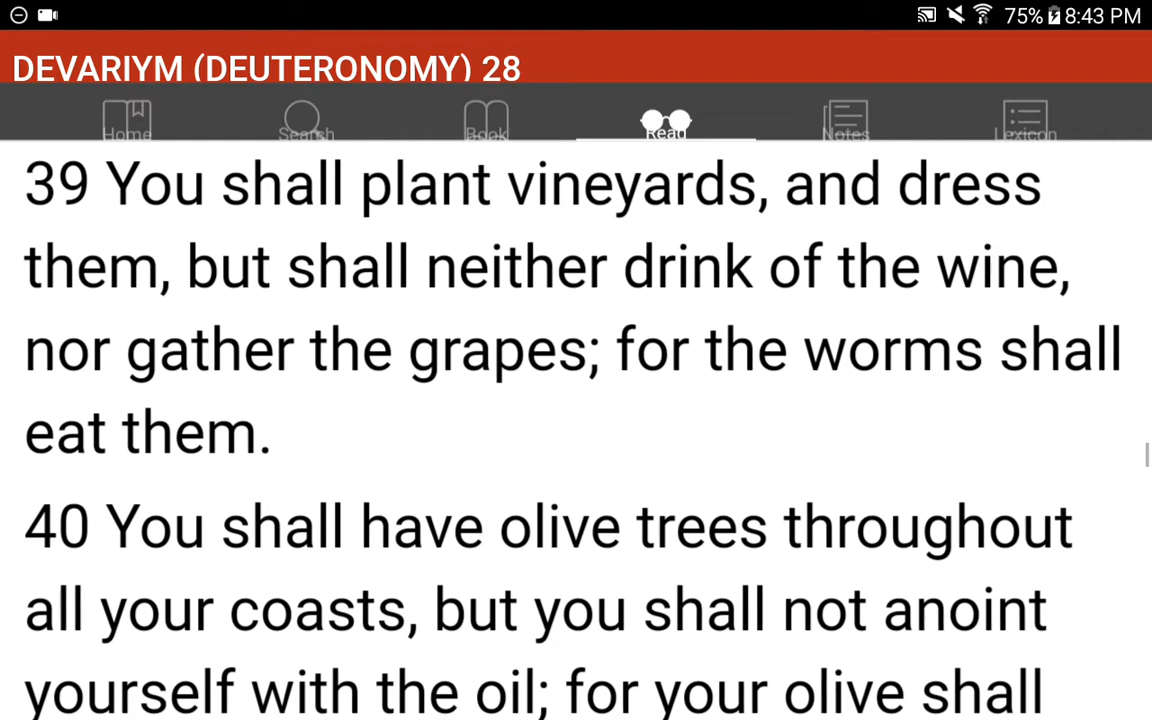 75% 8:43 PM
DEVARIYM (DEUTERONOMY) 28
Home Search Book Read Notes Lexicon
39 You shall plant vineyards, and dress
them, but shall neither drink of the wine,
nor gather the grapes; for the worms shall
eat them.
40 You shall have olive trees throughout
all your coasts, but you shall not anoint
yourself with the oil; for your olive shall